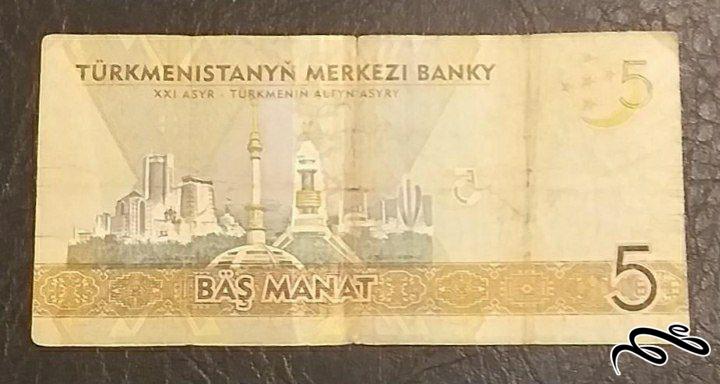 TÜRKMENISTANYŇ MERKEZI BANKY
XXI ASYR - TÜRKMENIŇ ALTYN ASYRY
5
5
BÄŞ MANAT
5